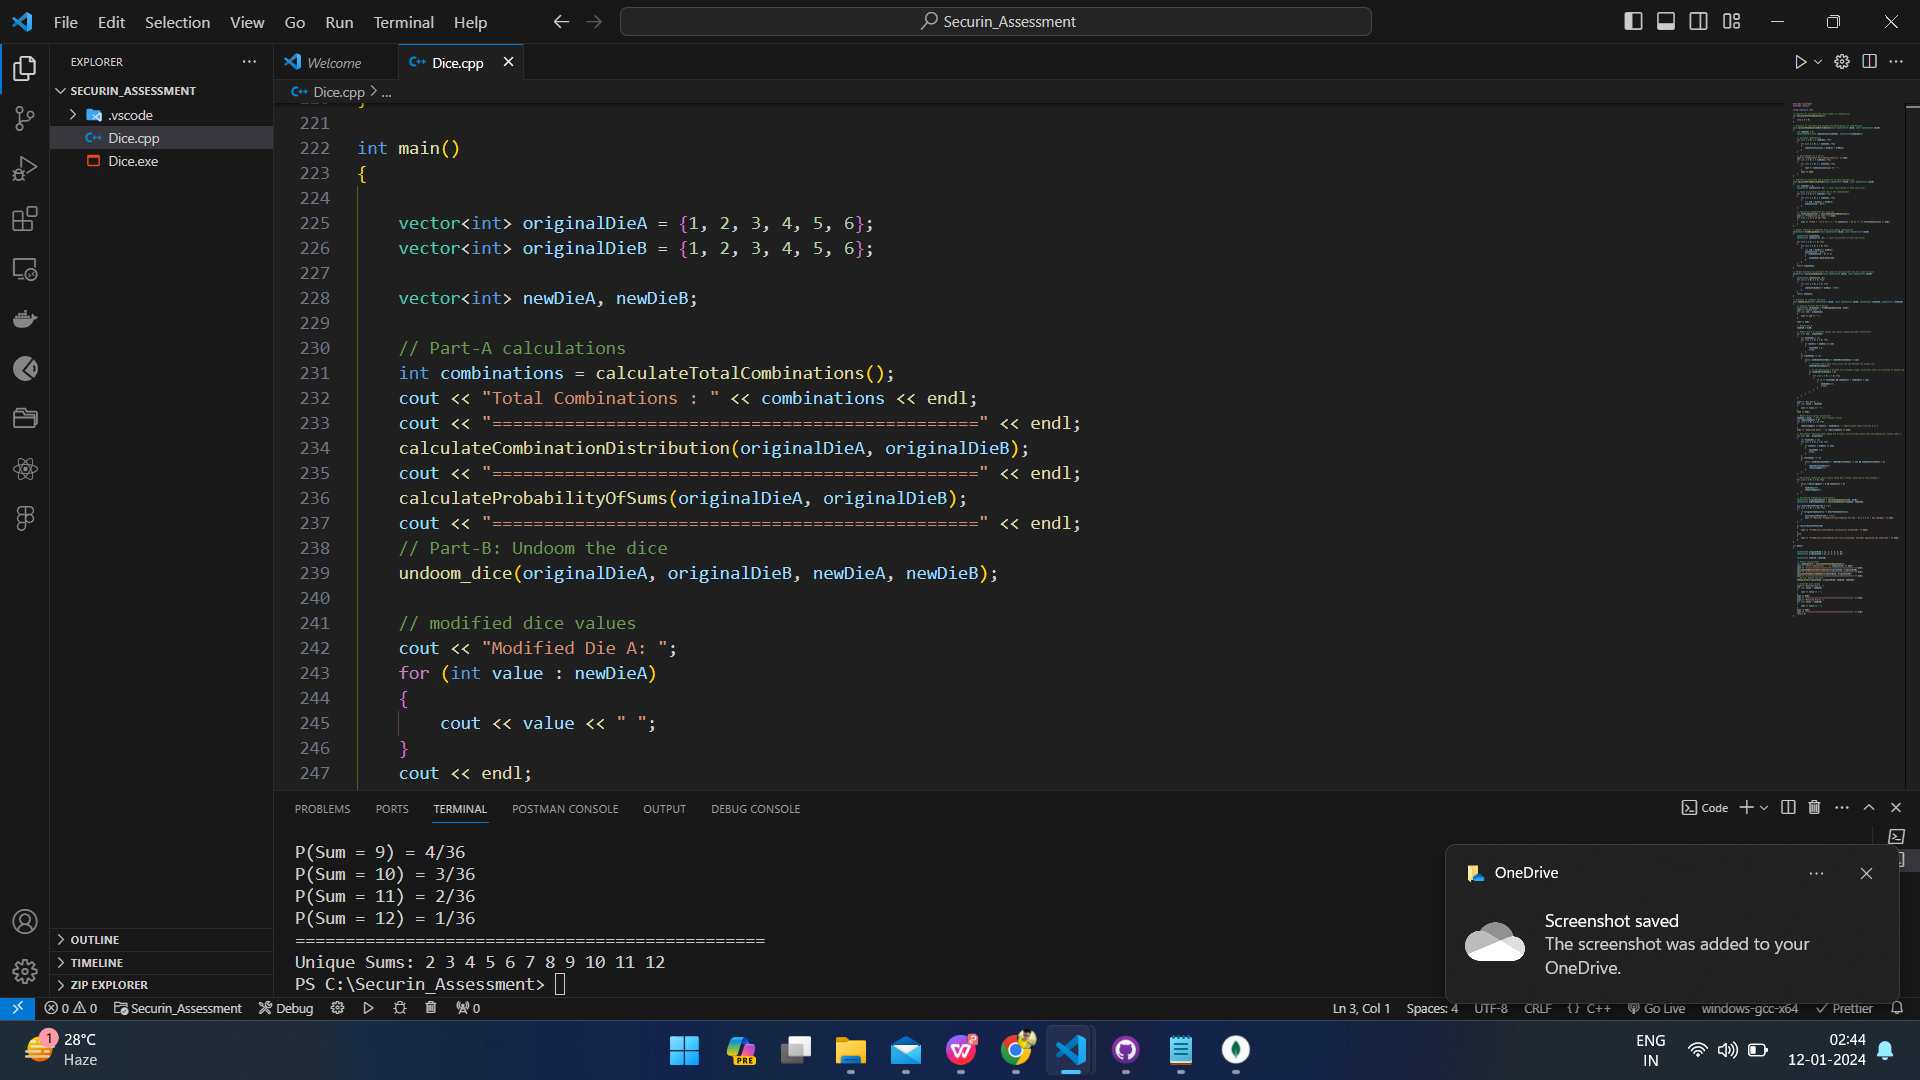 File Edit Selection View Go Run Terminal Help
Securin_Assessment
EXPLORER
SECURIN_ASSESSMENT
.vscode
Dice.cpp
Dice.exe
OUTLINE
TIMELINE
ZIP EXPLORER
Welcome
Dice.cpp
Dice.cpp > ...
221
222 int main()
223 {
224
225 vector<int> originalDieA = {1, 2, 3, 4, 5, 6};
226 vector<int> originalDieB = {1, 2, 3, 4, 5, 6};
227
228 vector<int> newDieA, newDieB;
229
230 // Part-A calculations
231 int combinations = calculateTotalCombinations();
232 cout << "Total Combinations : " << combinations << endl;
233 cout << "===============================================" << endl;
234 calculateCombinationDistribution(originalDieA, originalDieB);
235 cout << "===============================================" << endl;
236 calculateProbabilityOfSums(originalDieA, originalDieB);
237 cout << "===============================================" << endl;
238 // Part-B: Undoom the dice
239 undoom_dice(originalDieA, originalDieB, newDieA, newDieB);
240
241 // modified dice values
242 cout << "Modified Die A: ";
243 for (int value : newDieA)
244 {
245 cout << value << " ";
246 }
247 cout << endl;
PROBLEMS PORTS TERMINAL POSTMAN CONSOLE OUTPUT DEBUG CONSOLE
Code
P(Sum = 9) = 4/36
P(Sum = 10) = 3/36
P(Sum = 11) = 2/36
P(Sum = 12) = 1/36
===============================================
Unique Sums: 2 3 4 5 6 7 8 9 10 11 12
PS C:\Securin_Assessment>
OneDrive
Screenshot saved
The screenshot was added to your
OneDrive.
0 0 Securin_Assessment Debug 0
Ln 3, Col 1 Spaces: 4 UTF-8 CRLF {} C++ Go Live windows-gcc-x64 Prettier
1
28°C
Haze
PRE
ENG
IN
02:44
12-01-2024